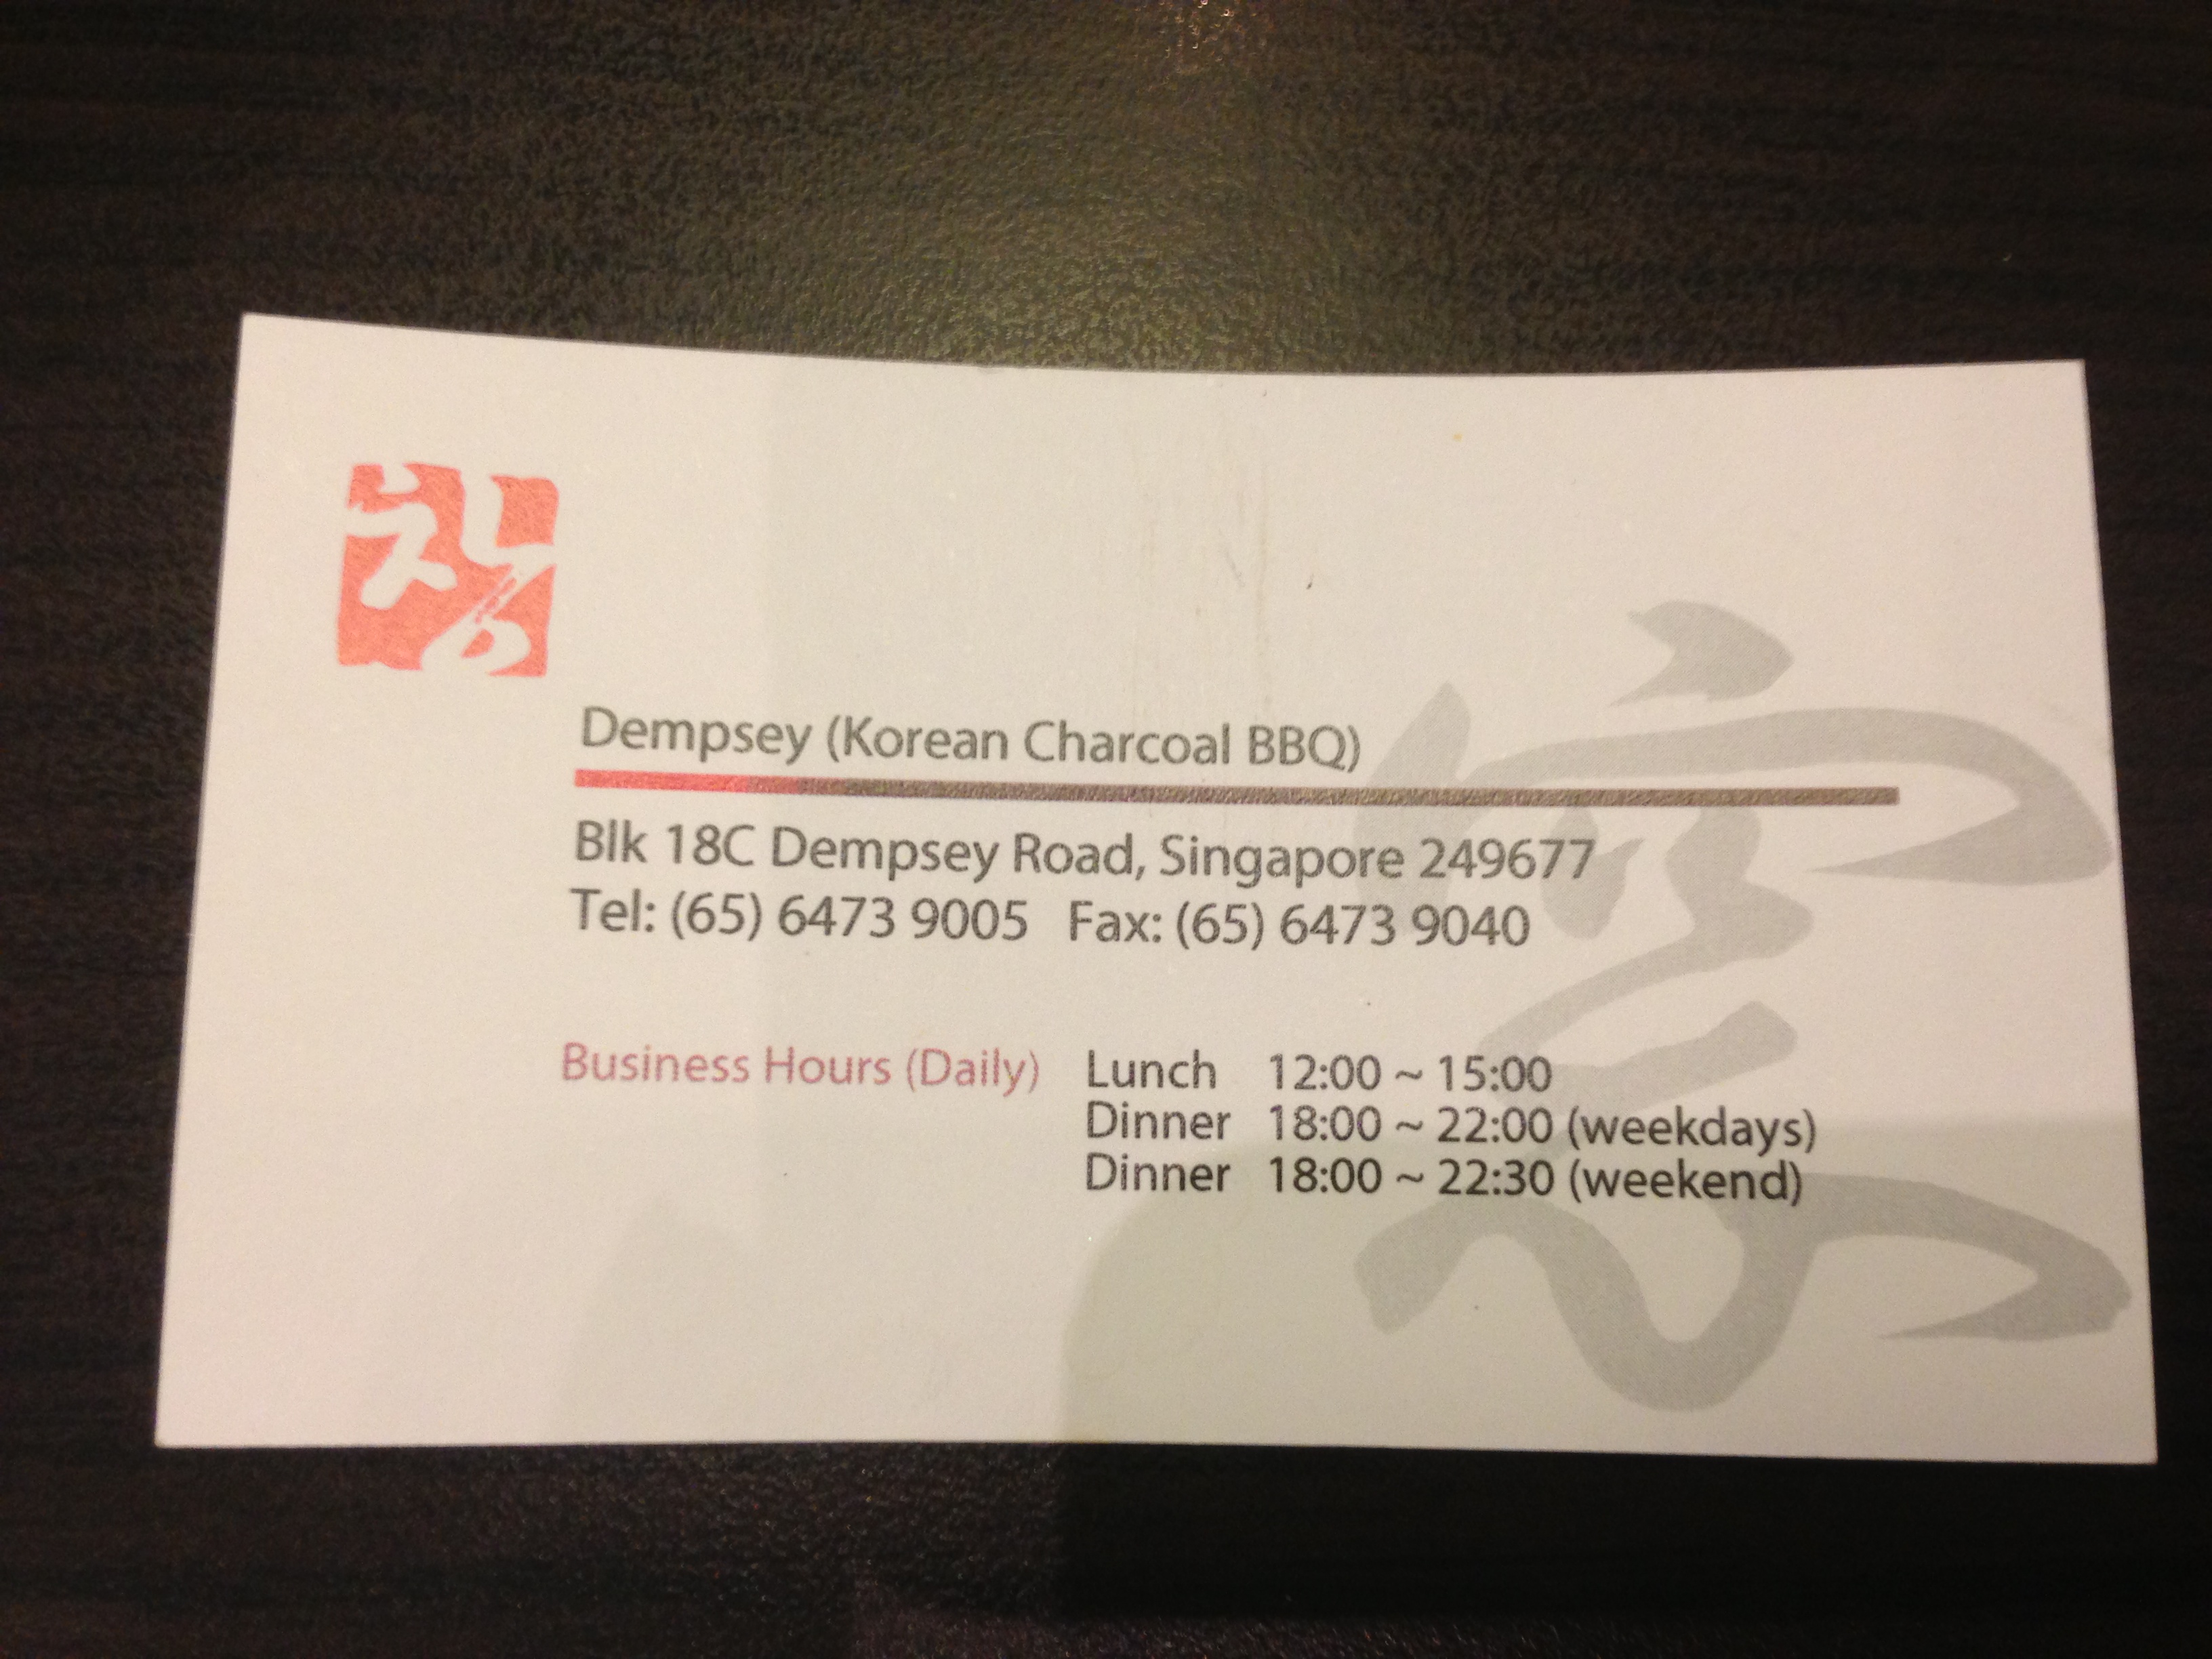 Dempsey (Korean Charcoal BBQ)
Blk 18C Dempsey Road, Singapore 249677
Tel: (65) 6473 9005 Fax: (65) 6473 9040
Business Hours (Daily) Lunch 12:00 ~ 15:00
Dinner 18:00 ~ 22:00 (weekdays)
Dinner 18:00 ~ 22:30 (weekend)